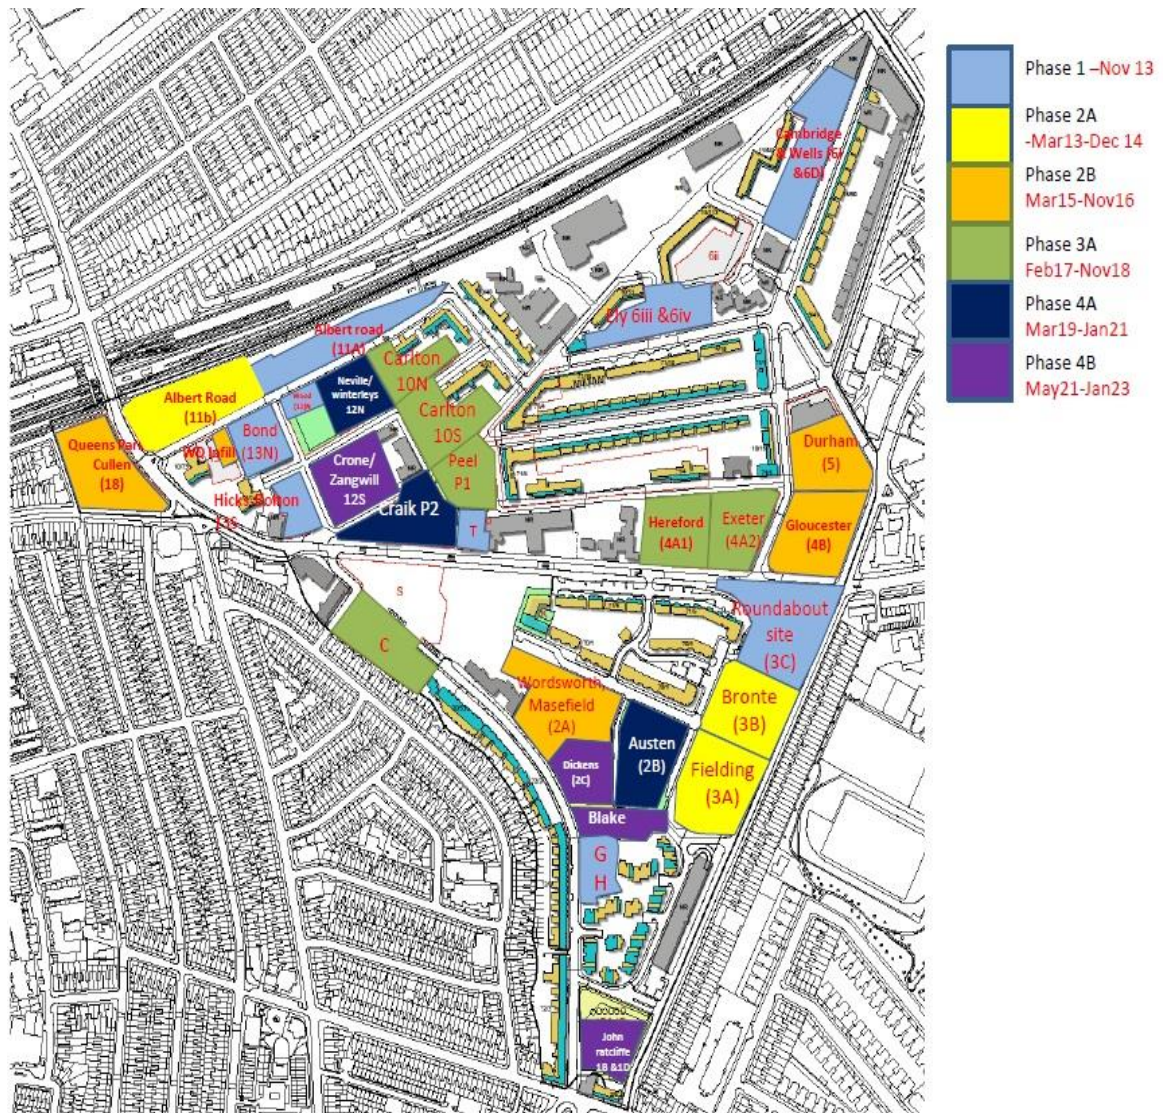 Phase 1 –Nov 13
Phase 2A
-Mar13-Dec 14
Phase 2B
Mar15-Nov16
Phase 3A
Feb17-Nov18
Phase 4A
Mar19-Jan21
Phase 4B
May21-Jan23
Cambridge
& Wells (6)
&6D)
6ii
Ely 6iii &6iv
Albert road
(11A)
Carlton
10N
Neville/
winterleys
12N
Albert Road
(11b)
Carlton
10S
Bond
(13N)
Queens Park
Cullen
(18)
WD Infill
Crone/
Zangwill
12S
Peel
P1
Durham
(5)
Hicks Bolton
13S
Craik P2
T
Hereford
(4A1)
Exeter
(4A2)
Gloucester
(4B)
S
Roundabout
site
(3C)
C
Wordsworth,
Masefield
(2A)
Bronte
(3B)
Austen
(2B)
Dickens
(2C)
Fielding
(3A)
Blake
G
H
John
ratcliffe
1B &1D